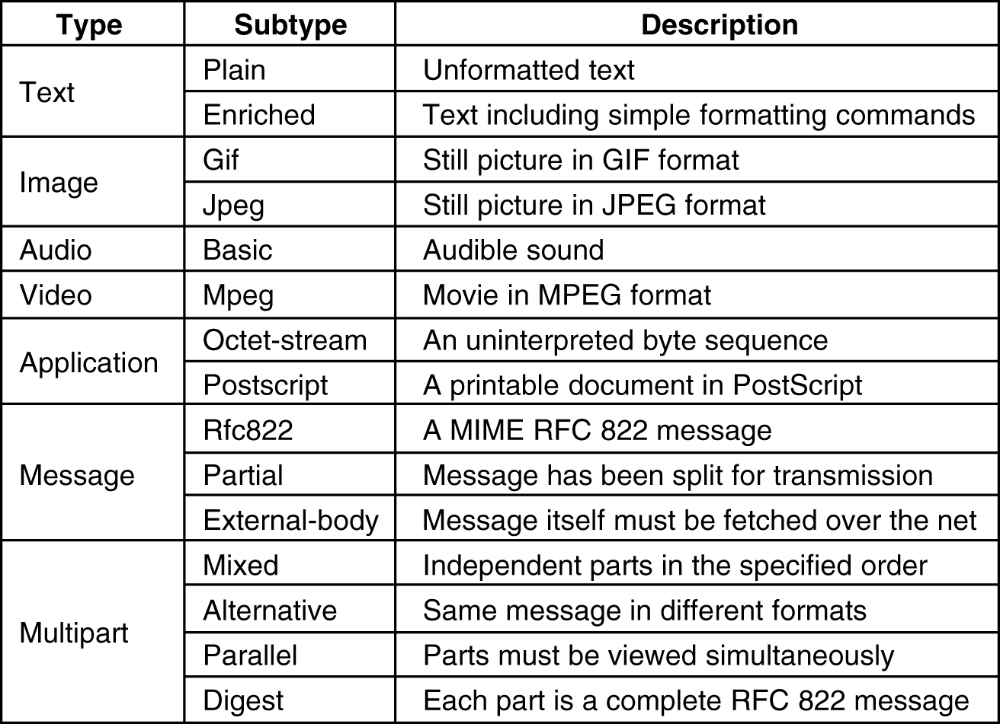 Type Subtype Description
Text Plain Unformatted text
Enriched Text including simple formatting commands
Image Gif Still picture in GIF format
Jpeg Still picture in JPEG format
Audio Basic Audible sound
Video Mpeg Movie in MPEG format
Application Octet-stream An uninterpreted byte sequence
Postscript A printable document in PostScript
Message Rfc822 A MIME RFC 822 message
Partial Message has been split for transmission
External-body Message itself must be fetched over the net
Multipart Mixed Independent parts in the specified order
Alternative Same message in different formats
Parallel Parts must be viewed simultaneously
Digest Each part is a complete RFC 822 message